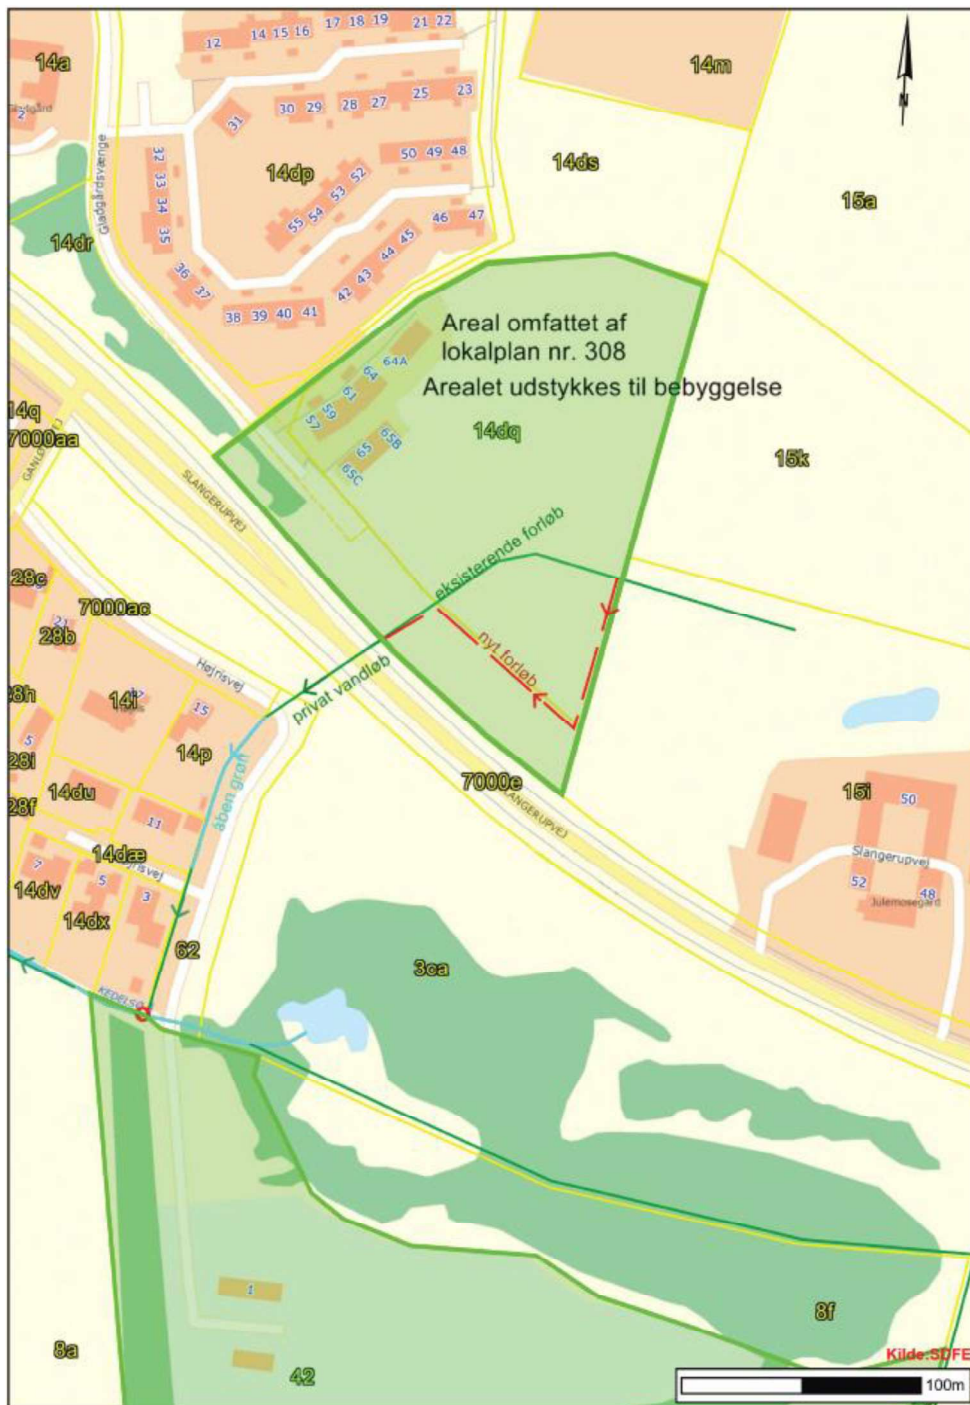 17 18 19 21 22
14 15 16
12
14a
14m
N
2
30 29 28 27 25 23
31
Gladgårdsvænge
32
33
34
35
14dp
50 49 48
52
53
54
55
14ds
15a
46 47
14dr
36
37
45
44
43
42
38 39 40 41
Areal omfattet af
lokalplan nr. 308
Arealet udstykkes til bebyggelse
64A
64
61
59
57
65B
65
65C
14dq
14q
7000aa
15k
SLANGERUPVEJ
eksisterende forløb
28c
7000ac
21
28b
nyt forløb
Højrisvej
privat vandløb
14i
15
14p
5
28i
åben grøft
7000e
SLANGERUPVEJ
14du
28f
11
15i
50
Slangerupvej
52
48
Julemosegård
14dæ
7
14dv
5
3
14dx
62
3ca
KEDELSØ
1
8f
8a
42
Kilde:SDFE
100m